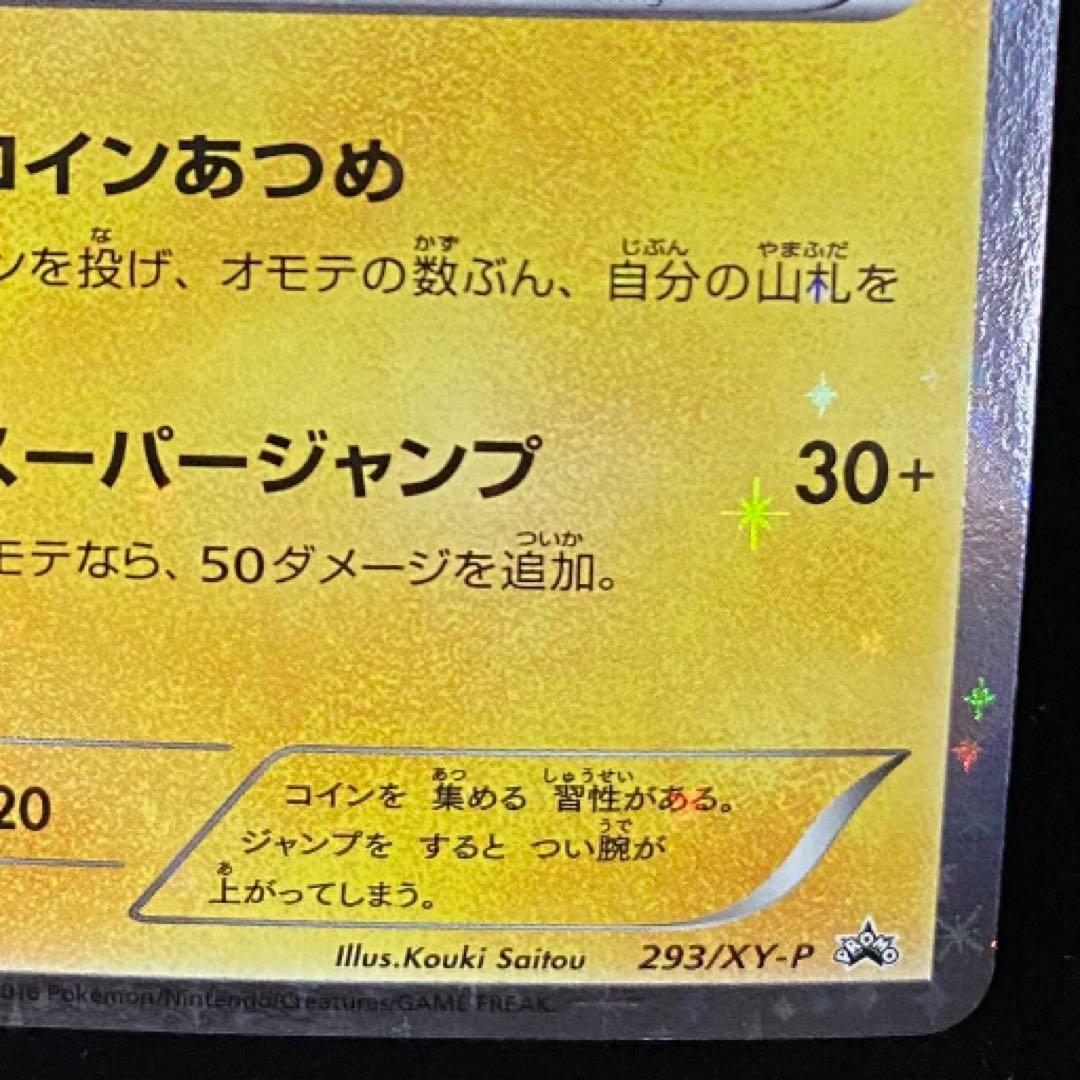 コインあつめ
ンを投げ、オモテの数ぶん、自分の山札を
スーパージャンプ 30+
モテなら、50ダメージを追加。
20
コインを 集める 習性がある。
ジャンプを すると つい腕が
上がってしまう。
Illus.Kouki Saitou 293/XY-P PROMO
2016 Pokémon/Nintendo/Creatures/GAME FREAK.